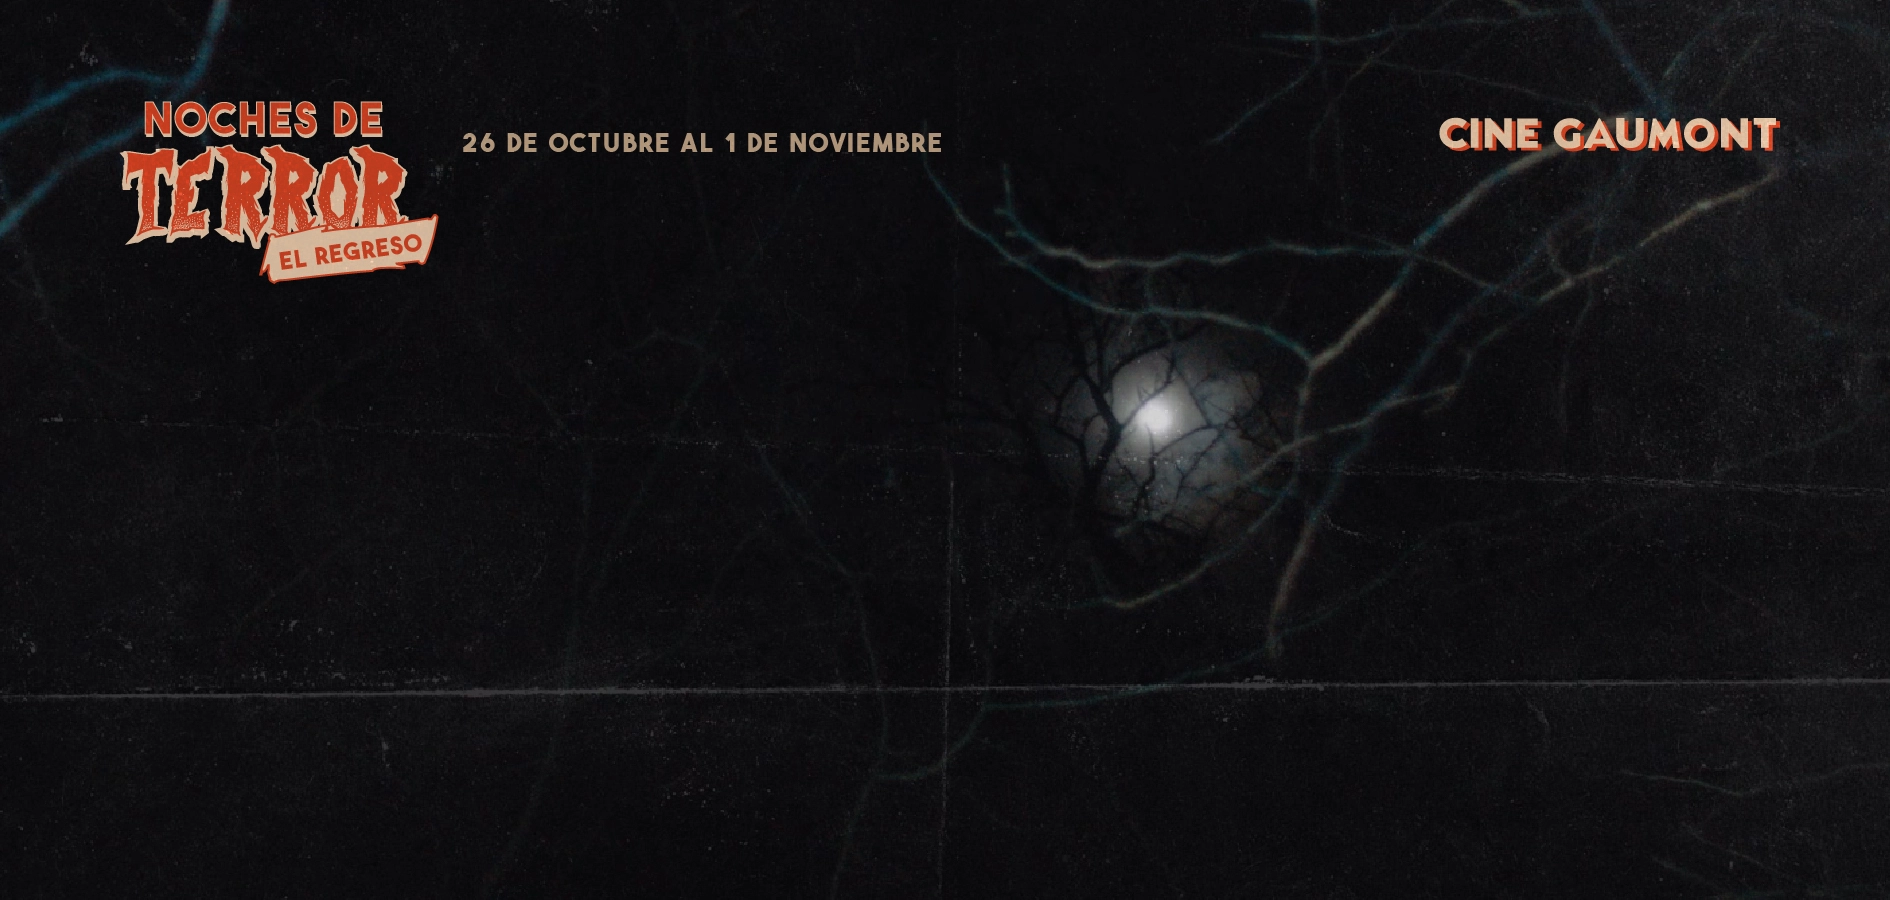 NOCHES DE
TERROR
EL REGRESO
26 DE OCTUBRE AL 1 DE NOVIEMBRE
CINE GAUMONT